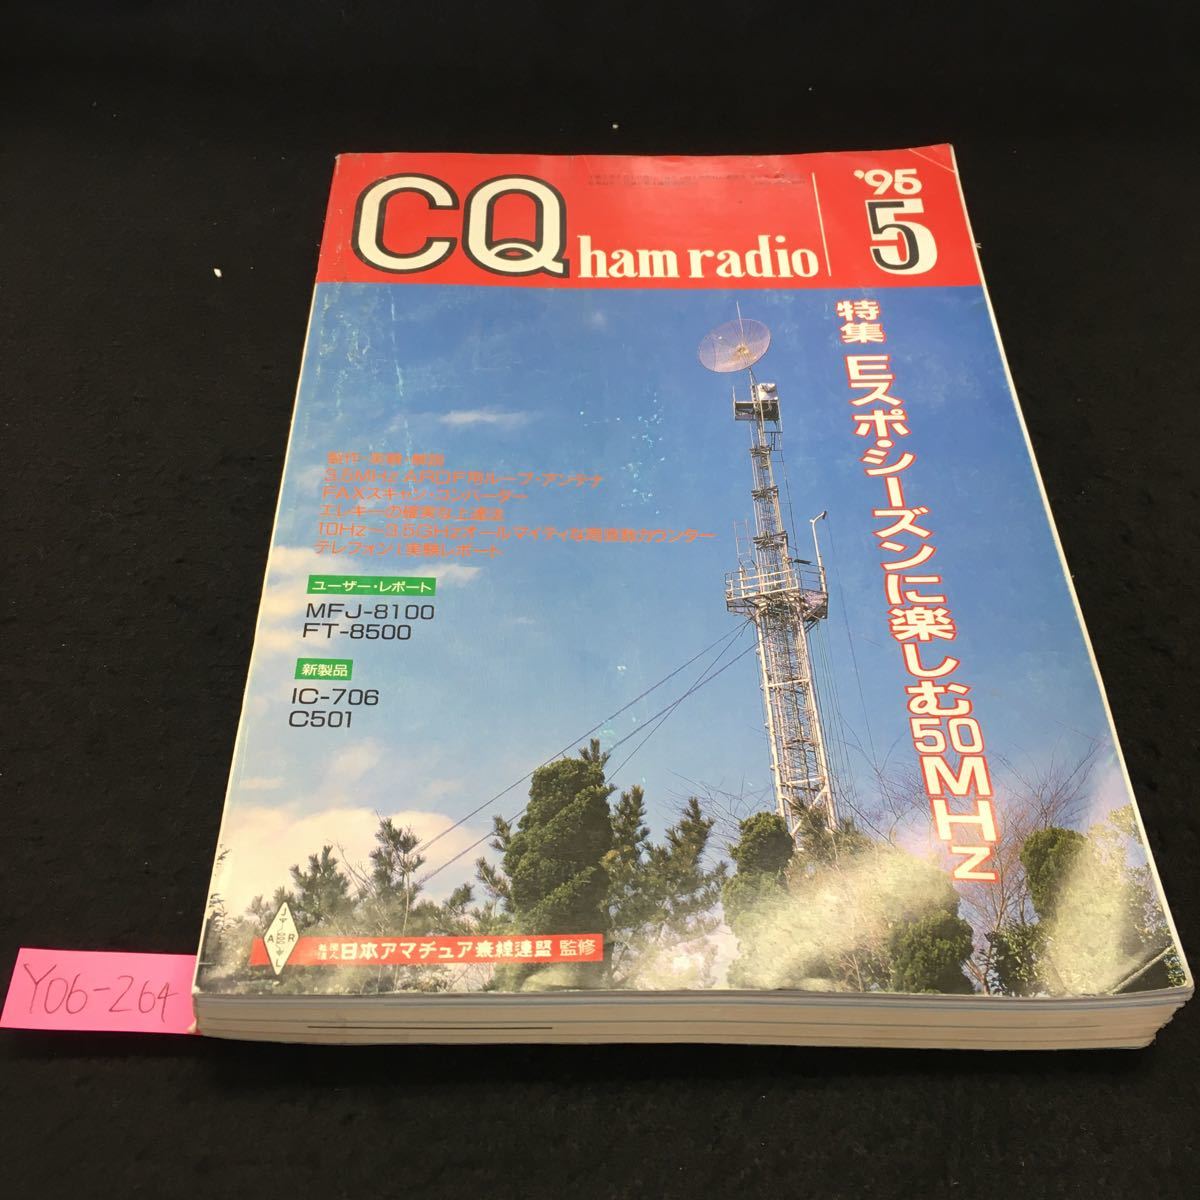 CQ ham radio
'95
5
特集 Eスポ・シーズンに楽しむ50MHz
製作・実験・解説
3.5MHz ARDF用ループ・アンテナ
FAXスキャン・コンバーター
エレキーの確実な上達法
10Hz〜3.5GHzオールマイティな周波数カウンター
テレフォン・L実験レポート
ユーザー・レポート
MFJ-8100
FT-8500
新製品
IC-706
C501
JARL
社団法人 日本アマチュア無線連盟 監修
Y06-264